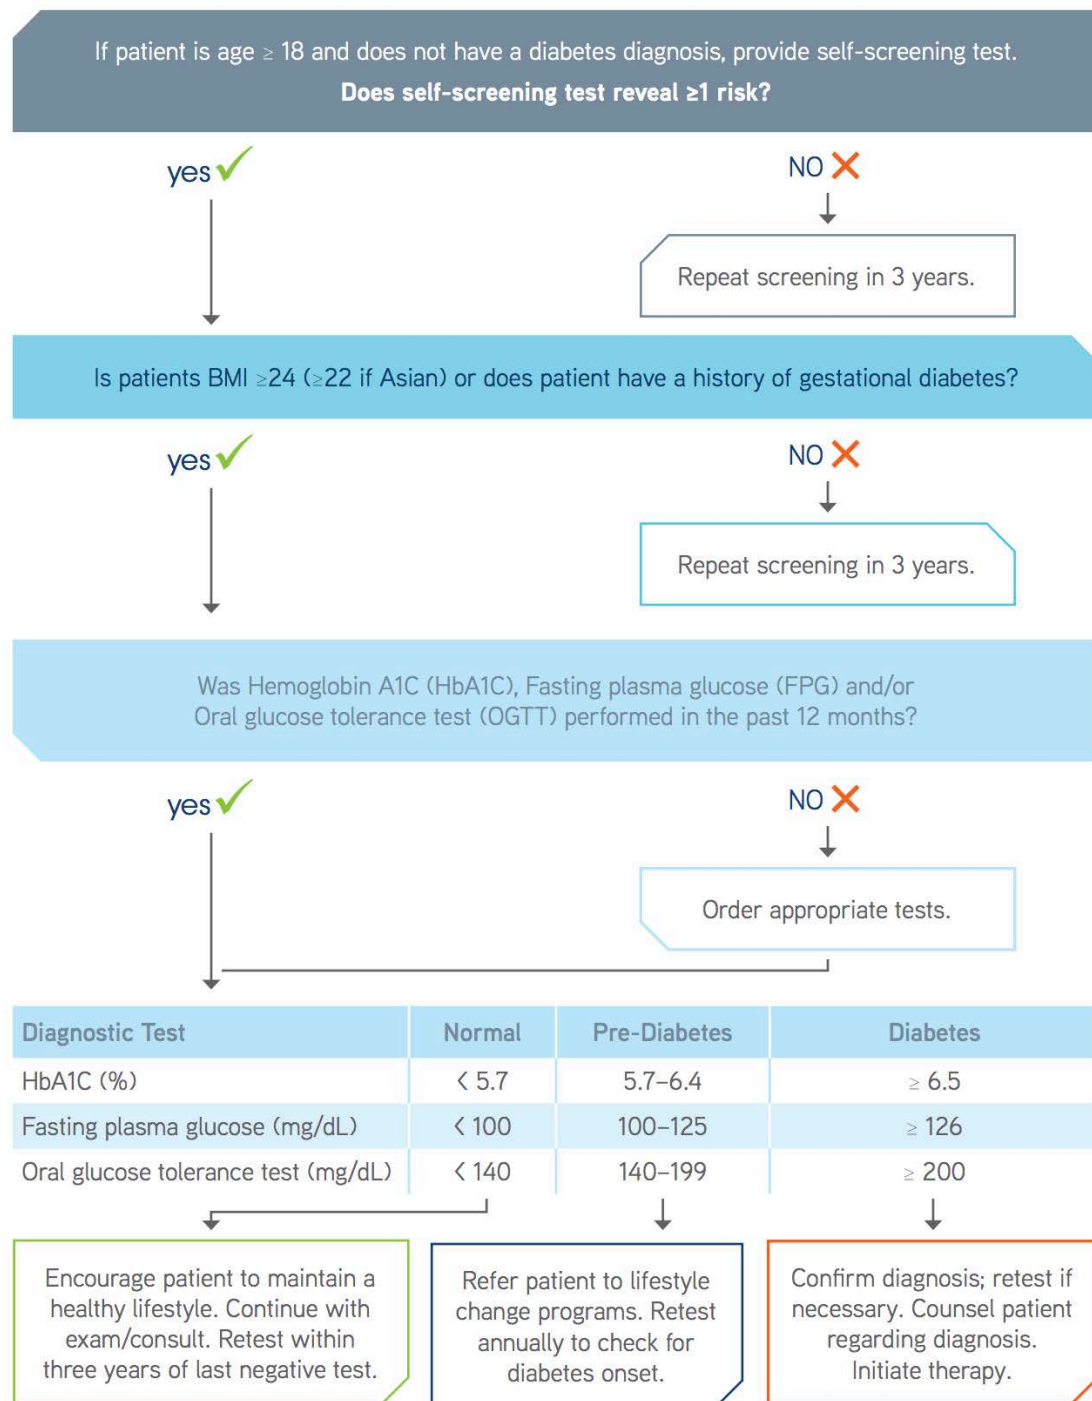 If patient is age ≥ 18 and does not have a diabetes diagnosis, provide self-screening test.
Does self-screening test reveal ≥1 risk?
yes
NO
Repeat screening in 3 years.
Is patients BMI ≥24 (≥22 if Asian) or does patient have a history of gestational diabetes?
yes
NO
Repeat screening in 3 years.
Was Hemoglobin A1C (HbA1C), Fasting plasma glucose (FPG) and/or
Oral glucose tolerance test (OGTT) performed in the past 12 months?
yes
NO
Order appropriate tests.
Diagnostic Test Normal Pre-Diabetes Diabetes
HbA1C (%) < 5.7 5.7–6.4 ≥ 6.5
Fasting plasma glucose (mg/dL) < 100 100–125 ≥ 126
Oral glucose tolerance test (mg/dL) < 140 140–199 ≥ 200
Encourage patient to maintain a
healthy lifestyle. Continue with
exam/consult. Retest within
three years of last negative test.
Refer patient to lifestyle
change programs. Retest
annually to check for
diabetes onset.
Confirm diagnosis; retest if
necessary. Counsel patient
regarding diagnosis.
Initiate therapy.